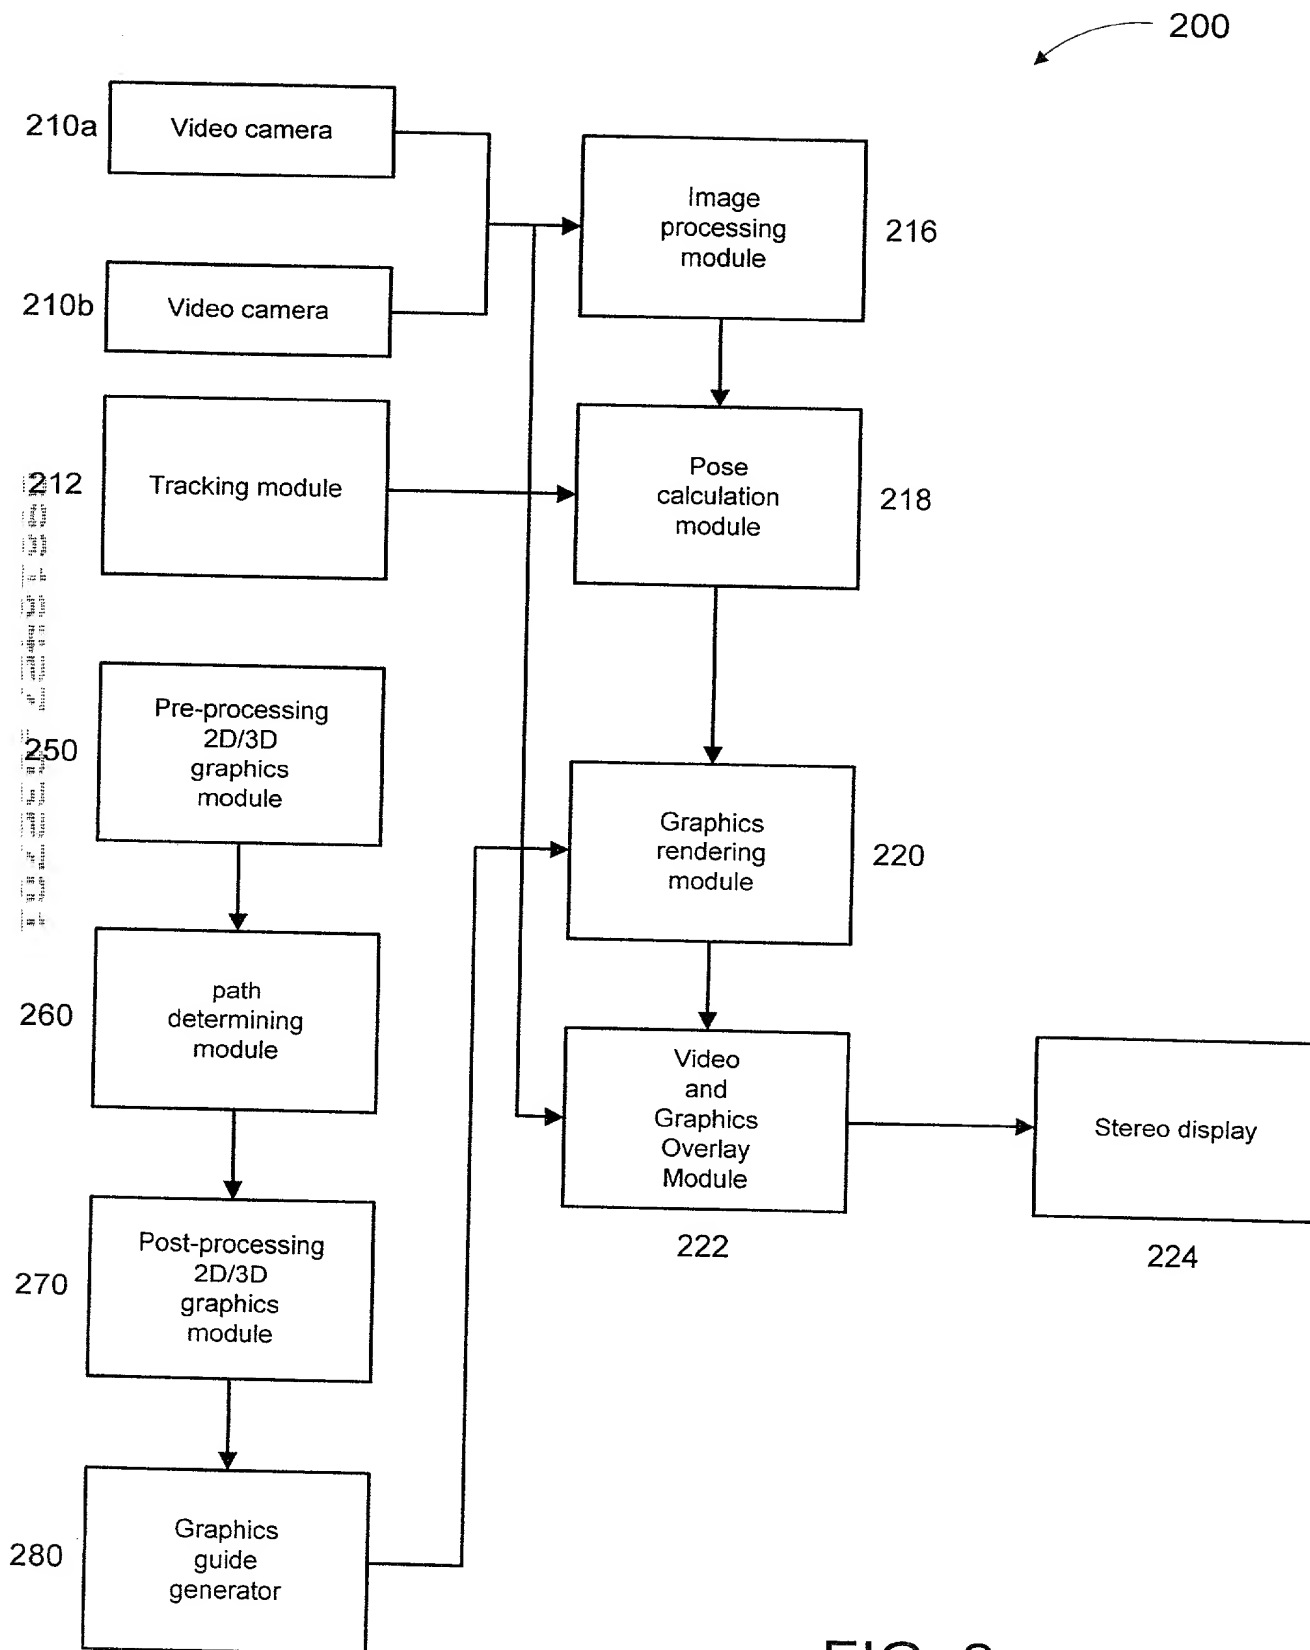 200
210a
Video camera
Image
processing
module
216
210b
Video camera
212
Tracking module
Pose
calculation
module
218
250
Pre-processing
2D/3D
graphics
module
Graphics
rendering
module
220
260
path
determining
module
Video
and
Graphics
Overlay
Module
222
Stereo display
224
270
Post-processing
2D/3D
graphics
module
280
Graphics
guide
generator